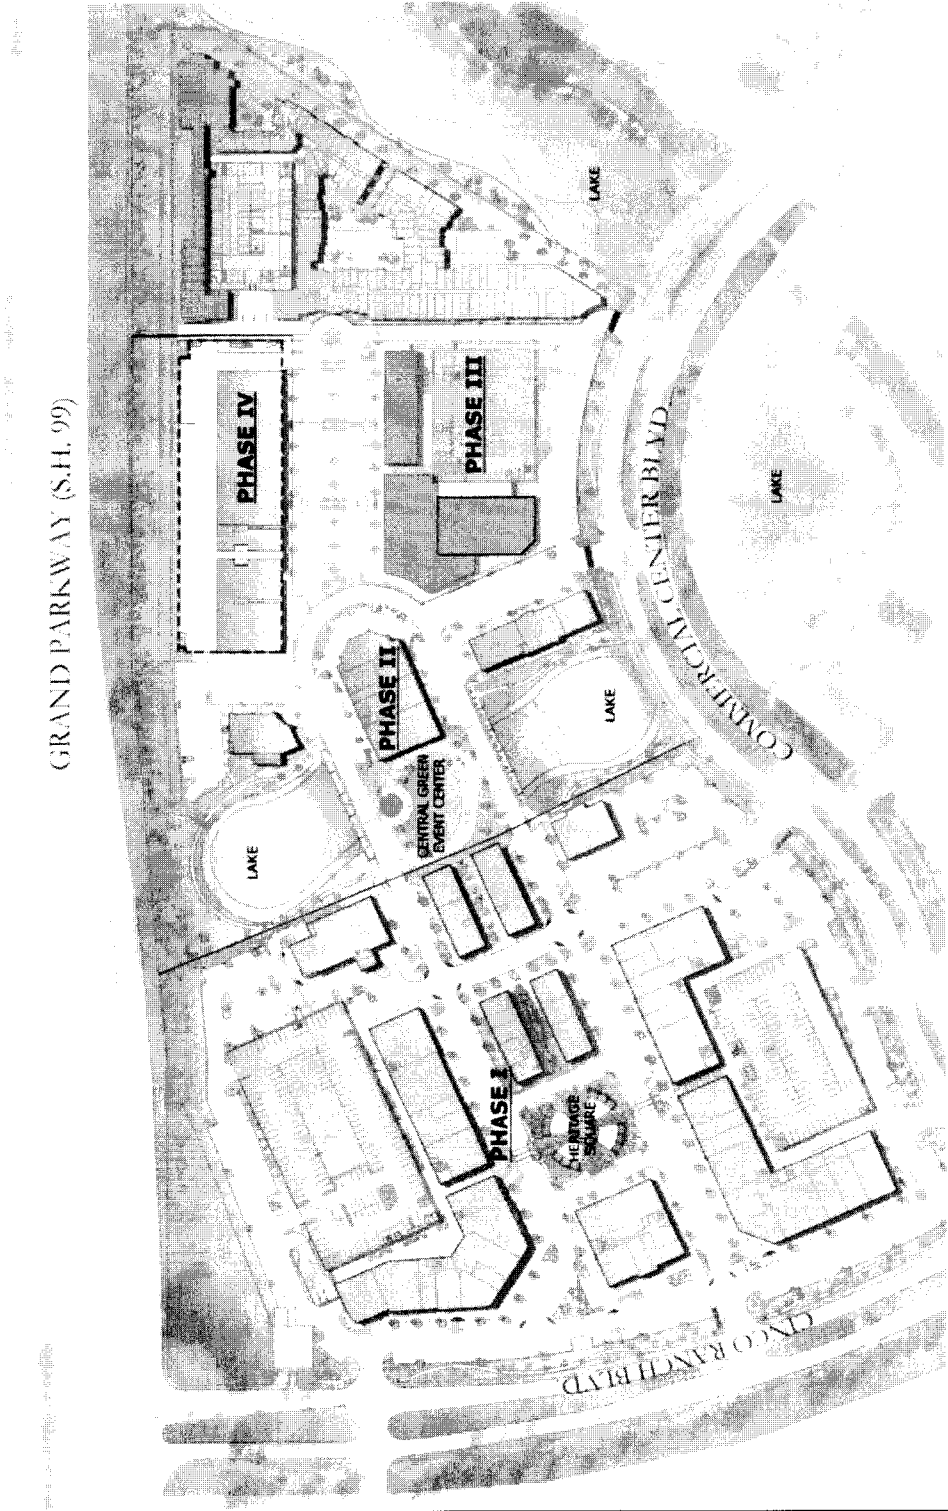 GRAND PARKWAY (S.H. 99)
PHASE IV
PHASE III
LAKE
LAKE
COMMERCIAL CENTER BLVD.
PHASE II
LAKE
CENTRAL GREEN
EVENT CENTER
LAKE
PHASE I
HERITAGE
SQUARE
CINCO RANCH BLVD